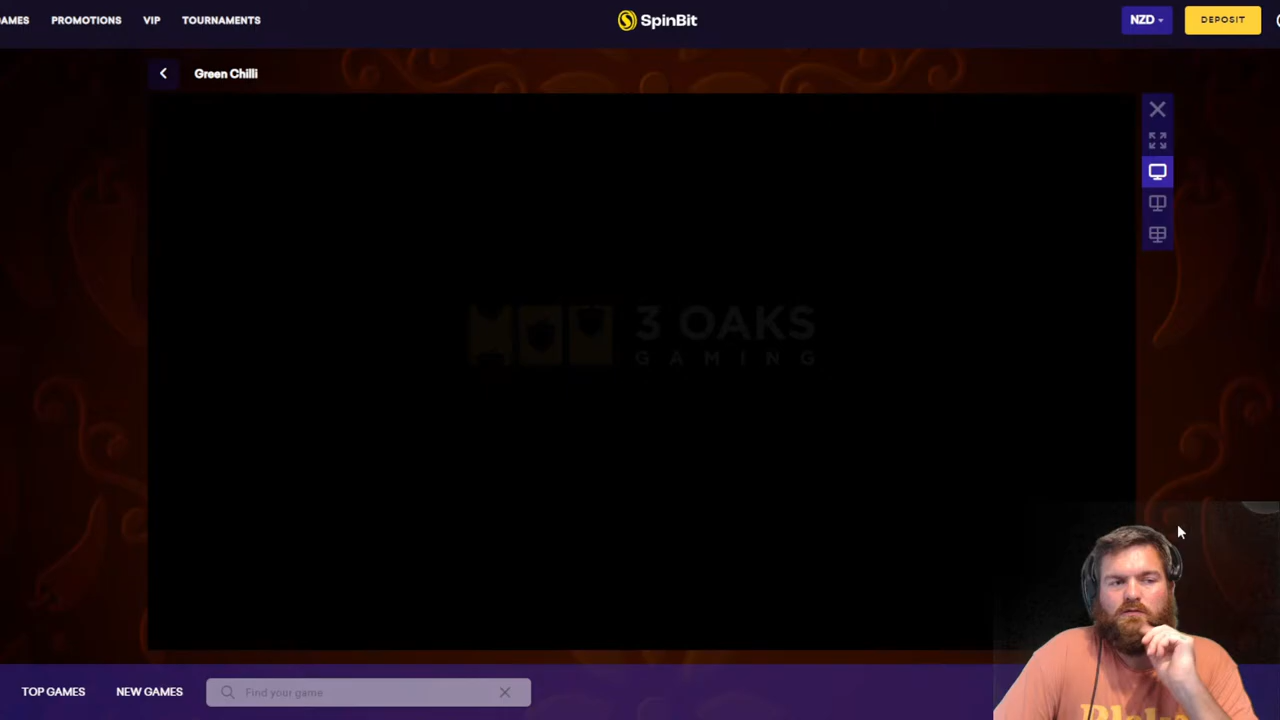 AMES PROMOTIONS VIP TOURNAMENTS SpinBit NZD DEPOSIT
Green Chilli
3 OAKS
GAMING
TOP GAMES NEW GAMES Find your game